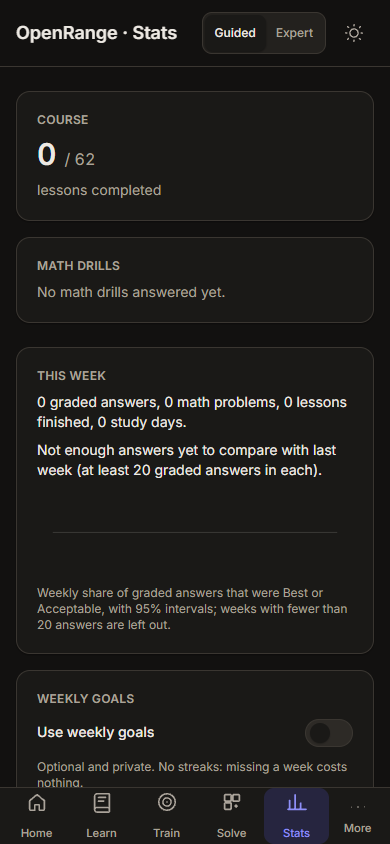 OpenRange · Stats
Guided
Expert
COURSE
0 / 62
lessons completed
MATH DRILLS
No math drills answered yet.
THIS WEEK
0 graded answers, 0 math problems, 0 lessons
finished, 0 study days.
Not enough answers yet to compare with last
week (at least 20 graded answers in each).
Weekly share of graded answers that were Best or
Acceptable, with 95% intervals; weeks with fewer than
20 answers are left out.
WEEKLY GOALS
Use weekly goals
Optional and private. No streaks: missing a week costs
nothing.
Home
Learn
Train
Solve
Stats
More